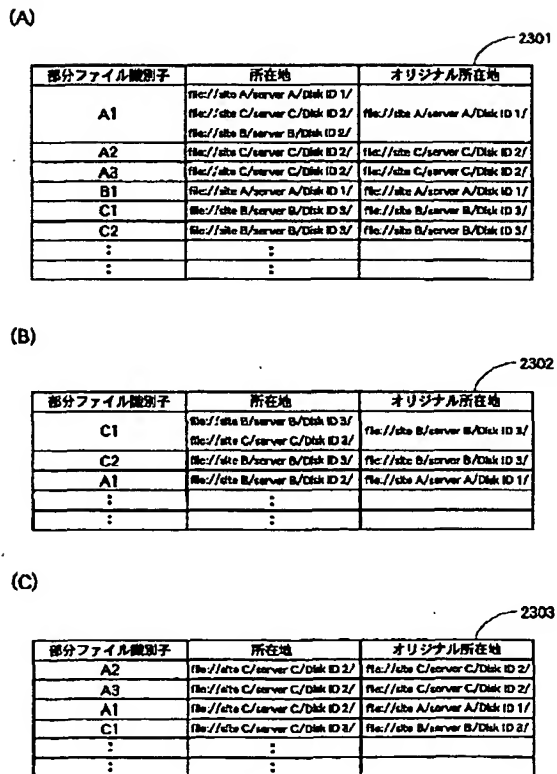 (A)
2301
部分ファイル識別子 所在地 オリジナル所在地
A1 file://site A/server A/Disk ID 1/ file://site A/server A/Disk ID 1/
file://site C/server C/Disk ID 2/
file://site B/server B/Disk ID 2/
A2 file://site C/server C/Disk ID 2/ file://site C/server C/Disk ID 2/
A3 file://site C/server C/Disk ID 2/ file://site C/server C/Disk ID 2/
B1 file://site A/server A/Disk ID 1/ file://site A/server A/Disk ID 1/
C1 file://site B/server B/Disk ID 3/ file://site B/server B/Disk ID 3/
C2 file://site B/server B/Disk ID 3/ file://site B/server B/Disk ID 3/
: :
: :
(B)
2302
部分ファイル識別子 所在地 オリジナル所在地
C1 file://site B/server B/Disk ID 3/ file://site B/server B/Disk ID 3/
file://site C/server C/Disk ID 2/
C2 file://site B/server B/Disk ID 3/ file://site B/server B/Disk ID 3/
A1 file://site B/server B/Disk ID 2/ file://site A/server A/Disk ID 1/
: :
: :
(C)
2303
部分ファイル識別子 所在地 オリジナル所在地
A2 file://site C/server C/Disk ID 2/ file://site C/server C/Disk ID 2/
A3 file://site C/server C/Disk ID 2/ file://site C/server C/Disk ID 2/
A1 file://site C/server C/Disk ID 2/ file://site A/server A/Disk ID 1/
C1 file://site C/server C/Disk ID 2/ file://site B/server B/Disk ID 3/
: :
: :